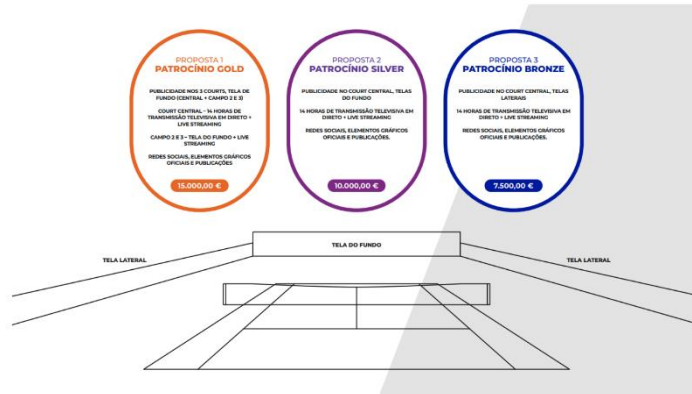 PROPOSTA 1
PATROCÍNIO GOLD
PUBLICIDADE NOS 3 COURTS, TELA DE
FUNDO (CENTRAL + CAMPO 2 E 3)
COURT CENTRAL – 14 HORAS DE
TRANSMISSÃO TELEVISIVA EM DIRETO +
LIVE STREAMING
CAMPO 2 E 3 – TELA DO FUNDO + LIVE
STREAMING
REDES SOCIAIS, ELEMENTOS GRÁFICOS
OFICIAIS E PUBLICAÇÕES
15.000,00 €
PROPOSTA 2
PATROCÍNIO SILVER
PUBLICIDADE NO COURT CENTRAL, TELAS
DO FUNDO
14 HORAS DE TRANSMISSÃO TELEVISIVA EM
DIRETO + LIVE STREAMING
REDES SOCIAIS, ELEMENTOS GRÁFICOS
OFICIAIS E PUBLICAÇÕES.
10.000,00 €
PROPOSTA 3
PATROCÍNIO BRONZE
PUBLICIDADE NO COURT CENTRAL, TELAS
LATERAIS
14 HORAS DE TRANSMISSÃO TELEVISIVA EM
DIRETO + LIVE STREAMING
REDES SOCIAIS, ELEMENTOS GRÁFICOS
OFICIAIS E PUBLICAÇÕES.
7.500,00 €
TELA LATERAL
TELA DO FUNDO
TELA LATERAL